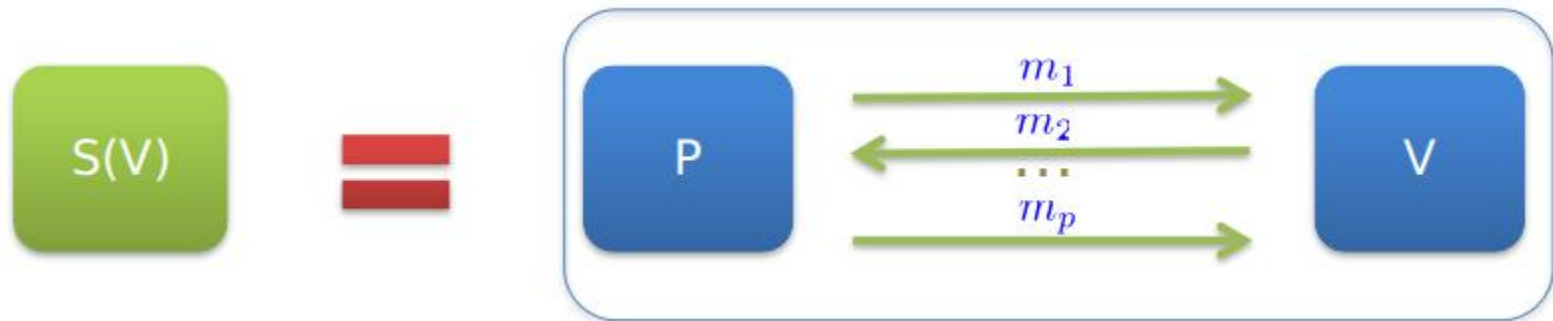 S(V) = P m₁ V
m₂
...
mₚ